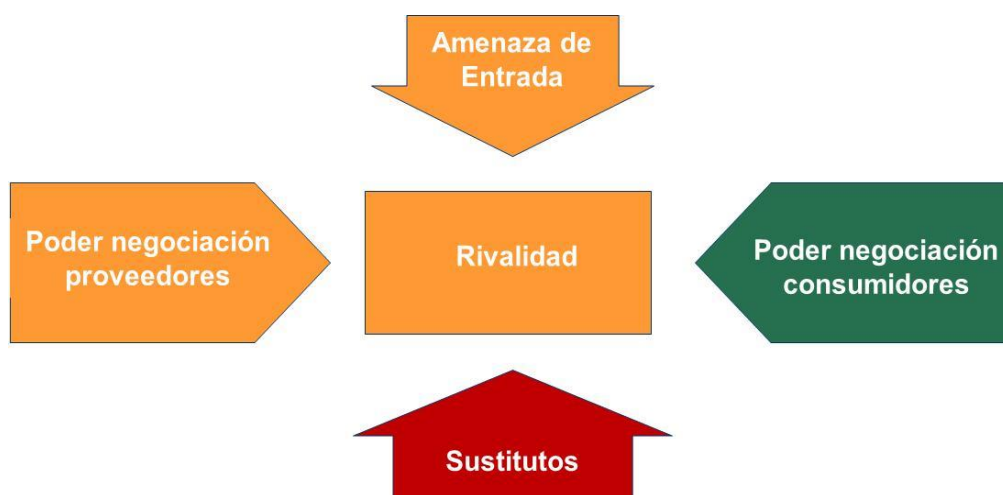 Amenaza de
Entrada
Poder negociación
proveedores
Rivalidad
Poder negociación
consumidores
Sustitutos